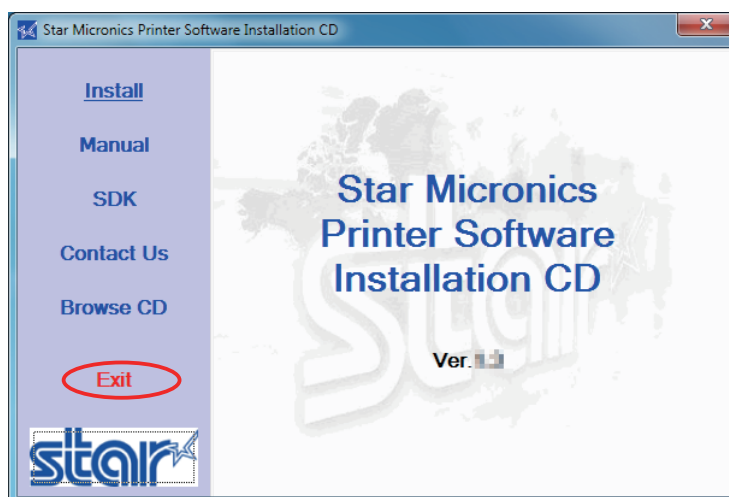 Star Micronics Printer Software Installation CD
Install
Manual
SDK
Contact Us
Browse CD
Exit
star
Star Micronics
Printer Software
Installation CD
Ver.
star